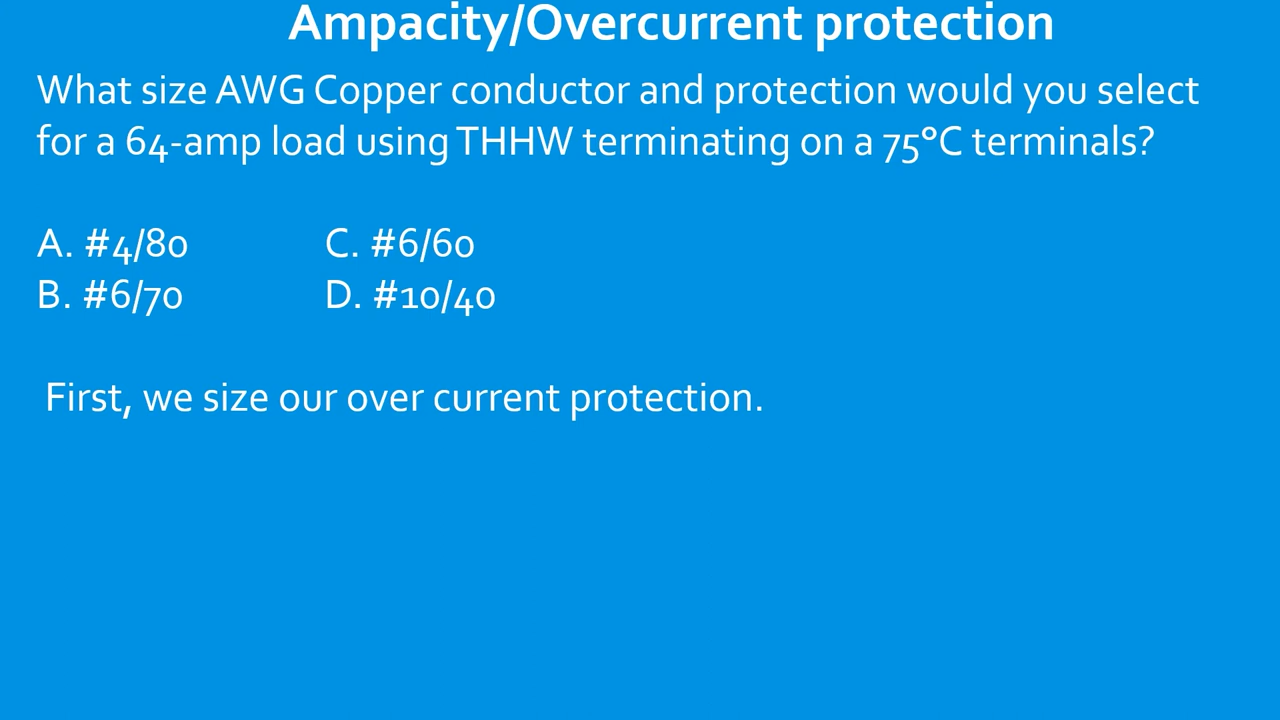 Ampacity/Overcurrent protection
What size AWG Copper conductor and protection would you select
for a 64-amp load using THHW terminating on a 75°C terminals?
A. #4/80 C. #6/60
B. #6/70 D. #10/40
First, we size our over current protection.